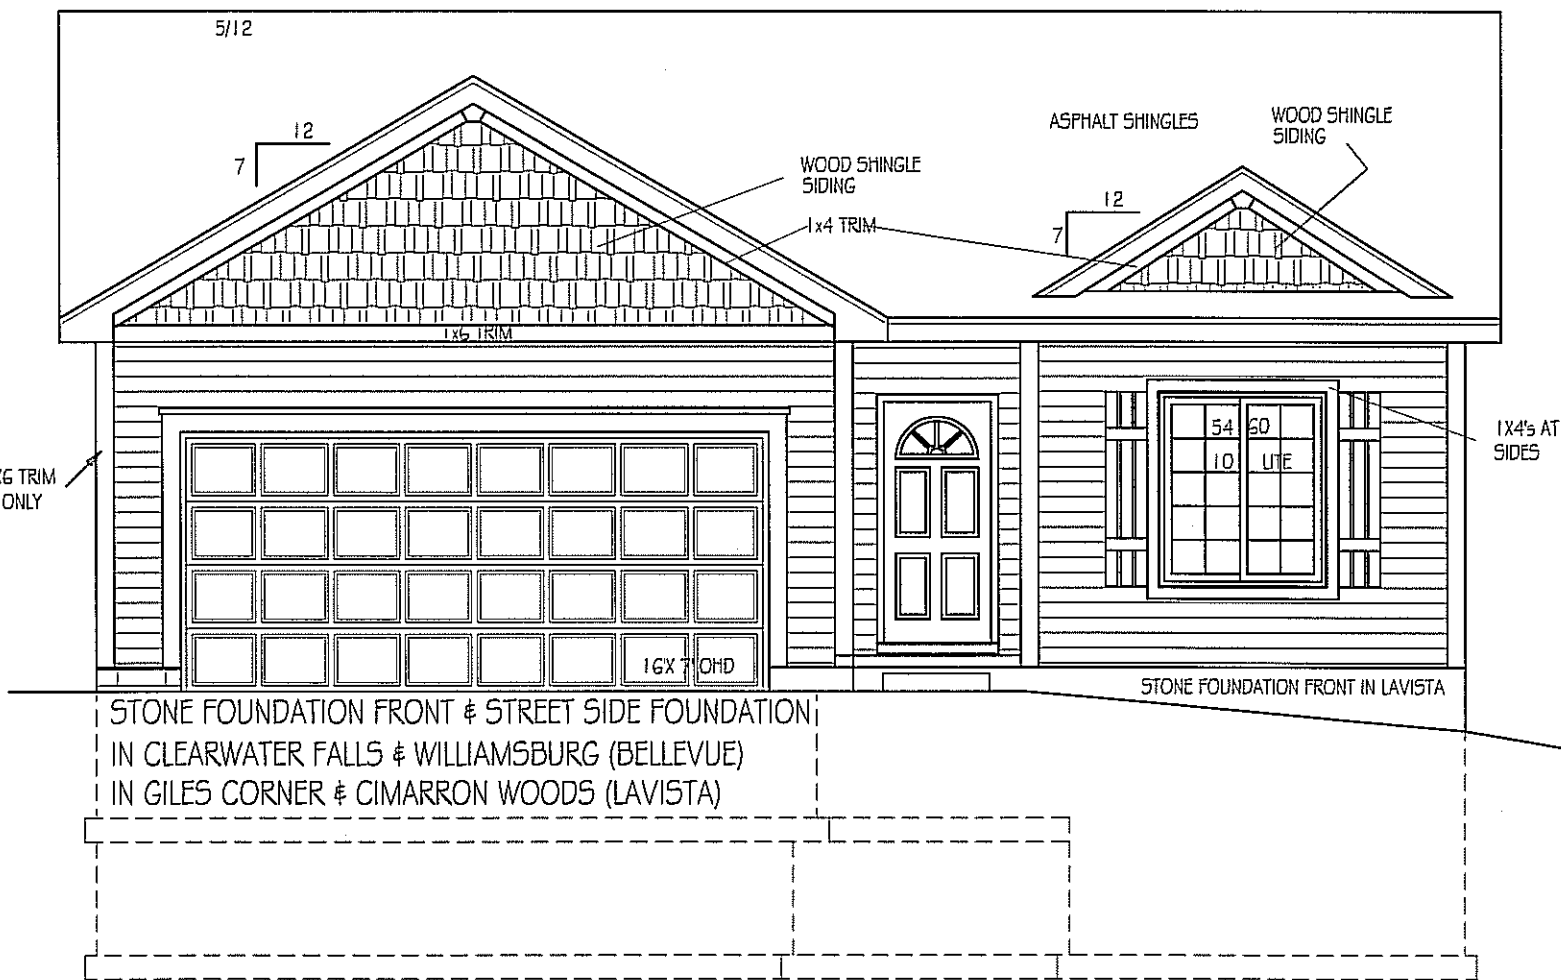 5/12
12
7
WOOD SHINGLE
SIDING
ASPHALT SHINGLES
WOOD SHINGLE
SIDING
12
7
1x4 TRIM
1x6 TRIM
54 60
10 LITE
1X4's AT
SIDES
X6 TRIM
ONLY
16X 7' OHD
STONE FOUNDATION FRONT IN LAVISTA
STONE FOUNDATION FRONT & STREET SIDE FOUNDATION
IN CLEARWATER FALLS & WILLIAMSBURG (BELLEVUE)
IN GILES CORNER & CIMARRON WOODS (LAVISTA)